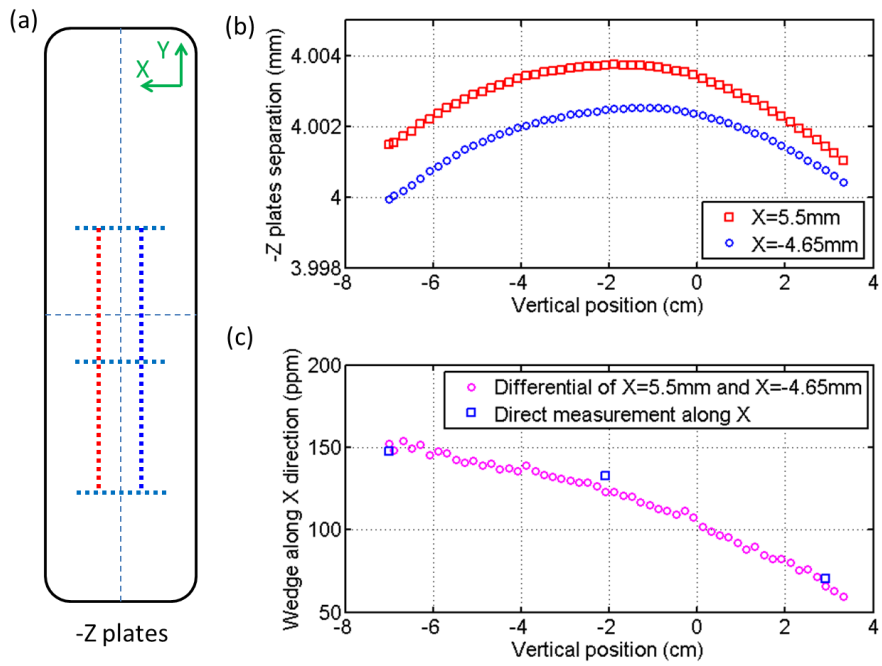 (a)
Y
X
-Z plates
(b)
-Z plates separation (mm)
4.004
4.002
4
3.998
X=5.5mm
X=-4.65mm
-8 -6 -4 -2 0 2 4
Vertical position (cm)
(c)
Wedge along X direction (ppm)
200
150
100
50
Differential of X=5.5mm and X=-4.65mm
Direct measurement along X
-8 -6 -4 -2 0 2 4
Vertical position (cm)